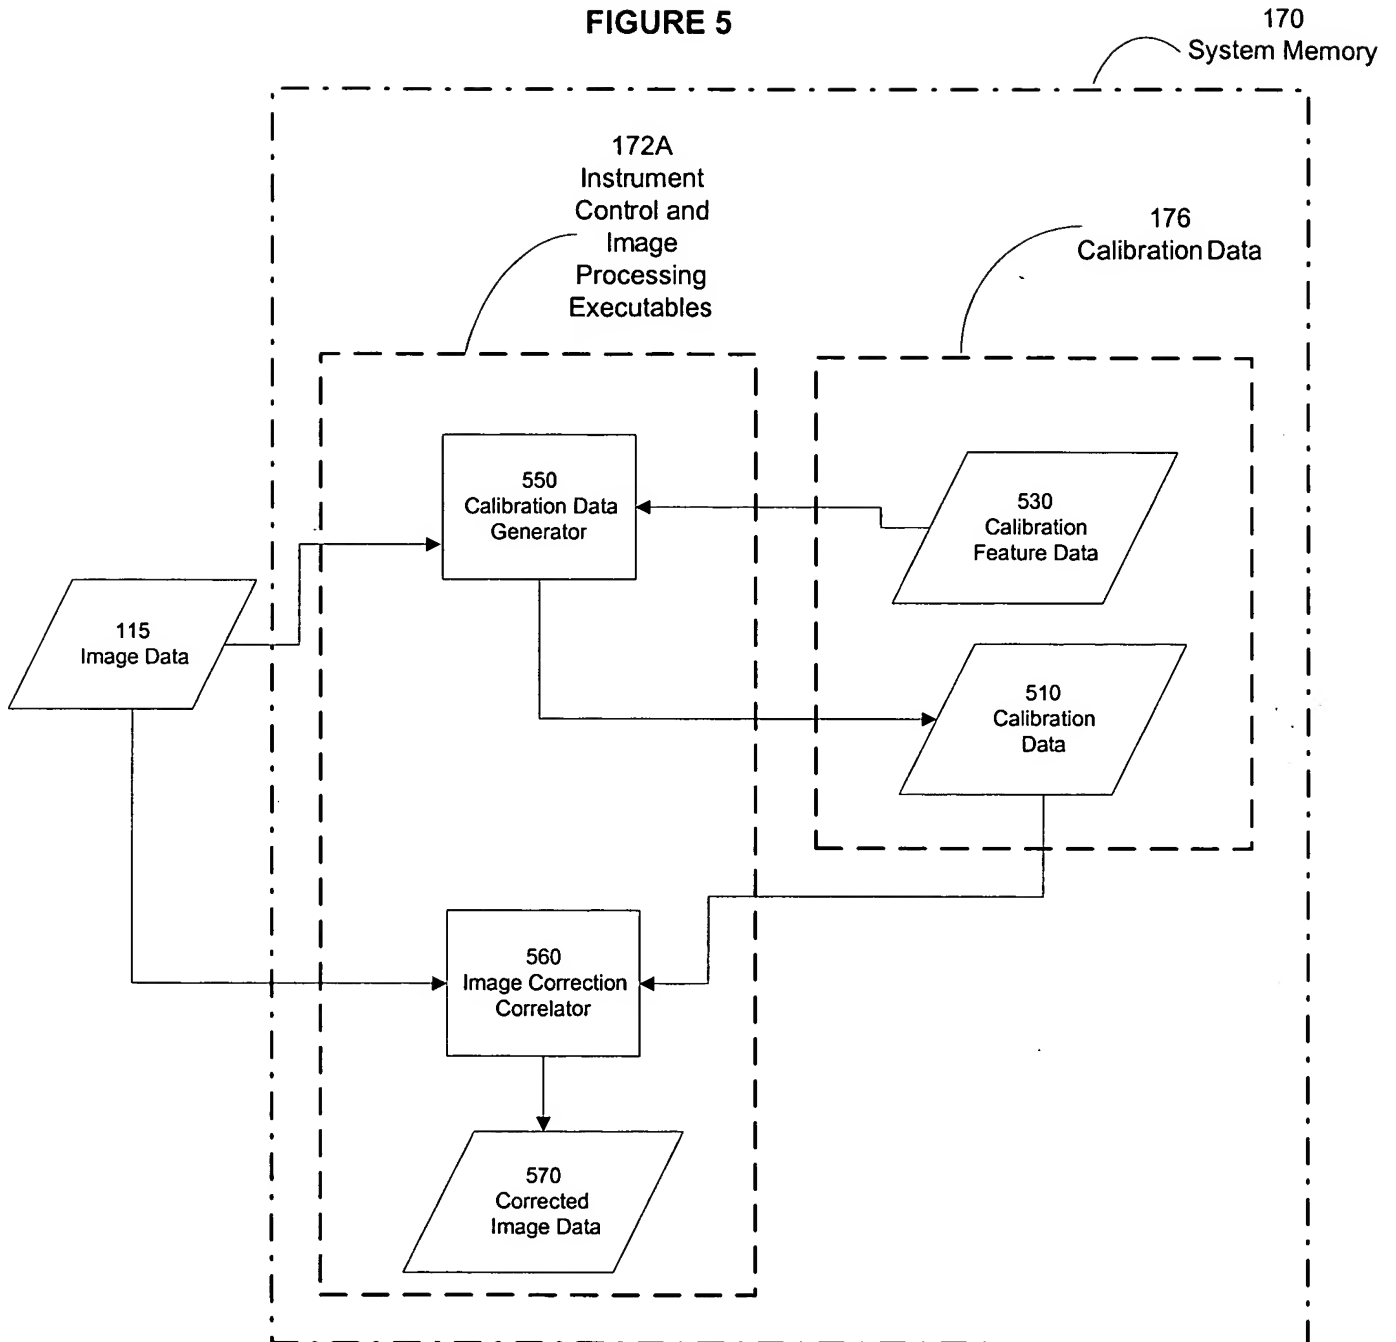 FIGURE 5
170
System Memory
172A
Instrument
Control and
Image
Processing
Executables
176
Calibration Data
550
Calibration Data
Generator
530
Calibration
Feature Data
115
Image Data
510
Calibration
Data
560
Image Correction
Correlator
570
Corrected
Image Data